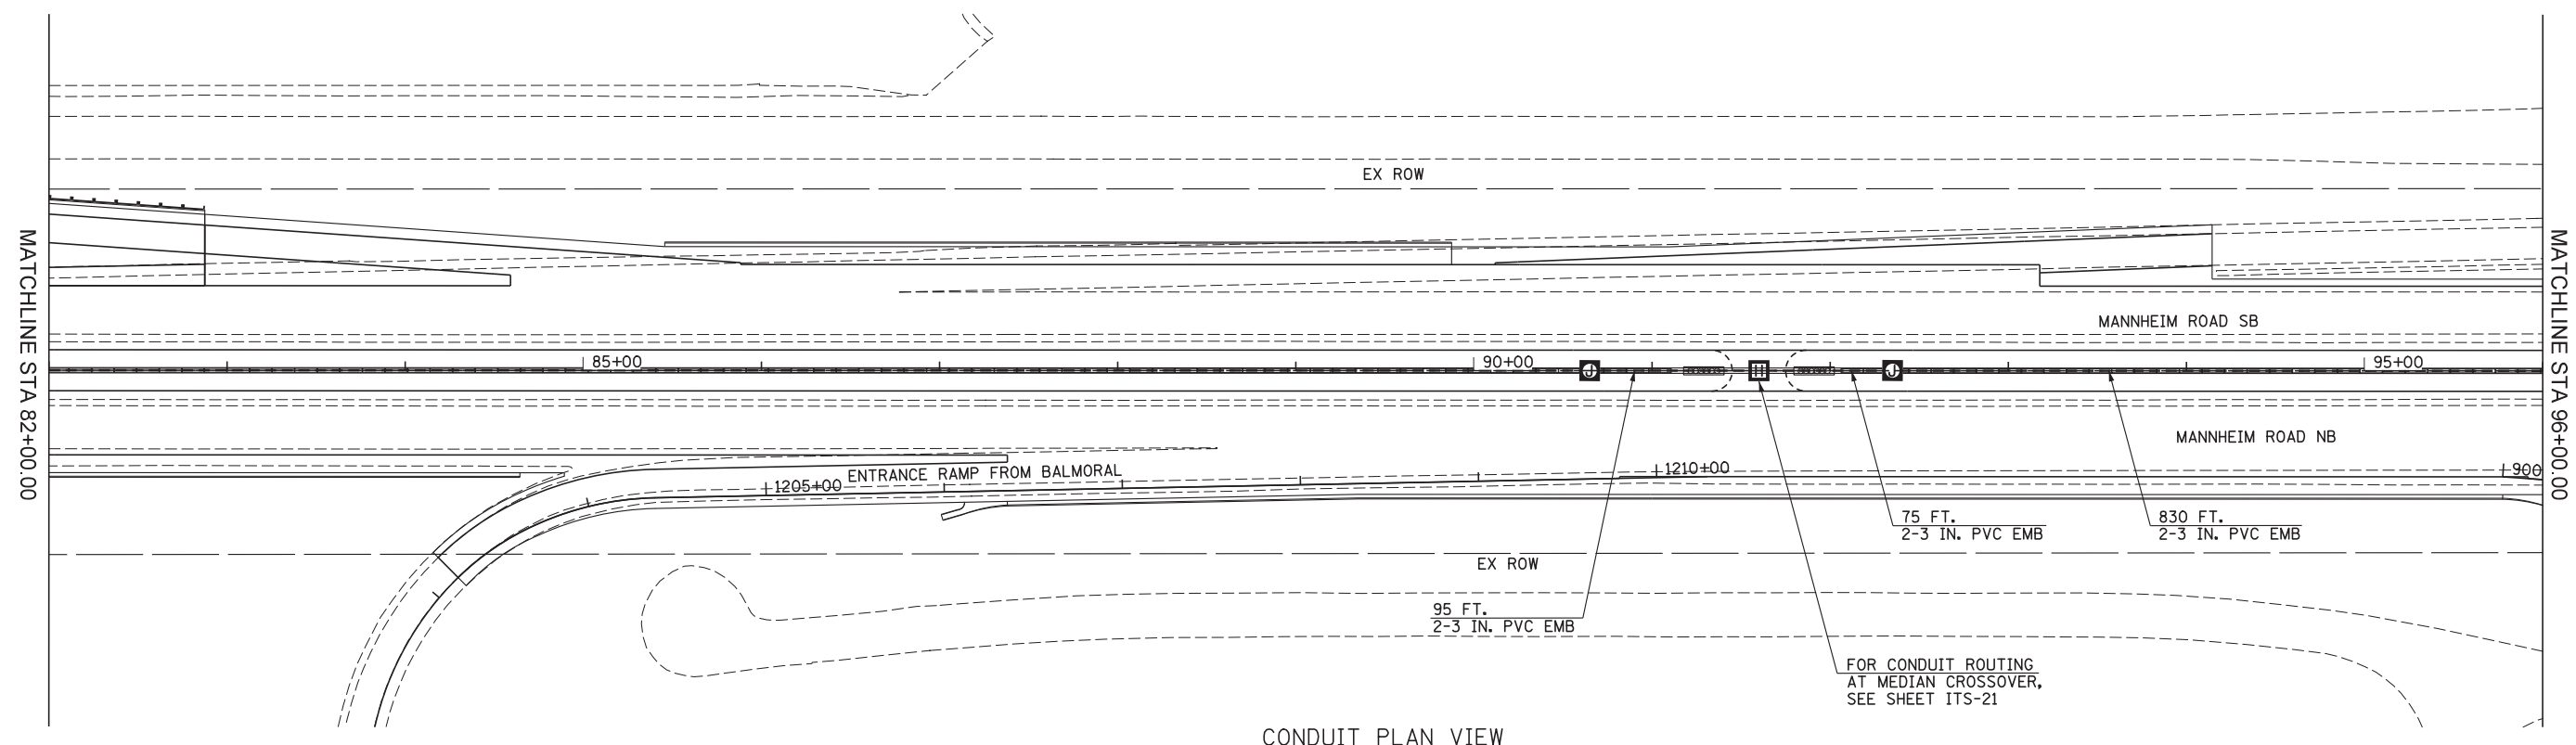 EX ROW
MATCHLINE STA 82+00.00
MATCHLINE STA 96+00.00
MANNHEIM ROAD SB
85+00
90+00
95+00
J
J
MANNHEIM ROAD NB
ENTRANCE RAMP FROM BALMORAL
1205+00
1210+00
900
75 FT.
2-3 IN. PVC EMB
830 FT.
2-3 IN. PVC EMB
EX ROW
95 FT.
2-3 IN. PVC EMB
FOR CONDUIT ROUTING
AT MEDIAN CROSSOVER,
SEE SHEET ITS-21
CONDUIT PLAN VIEW